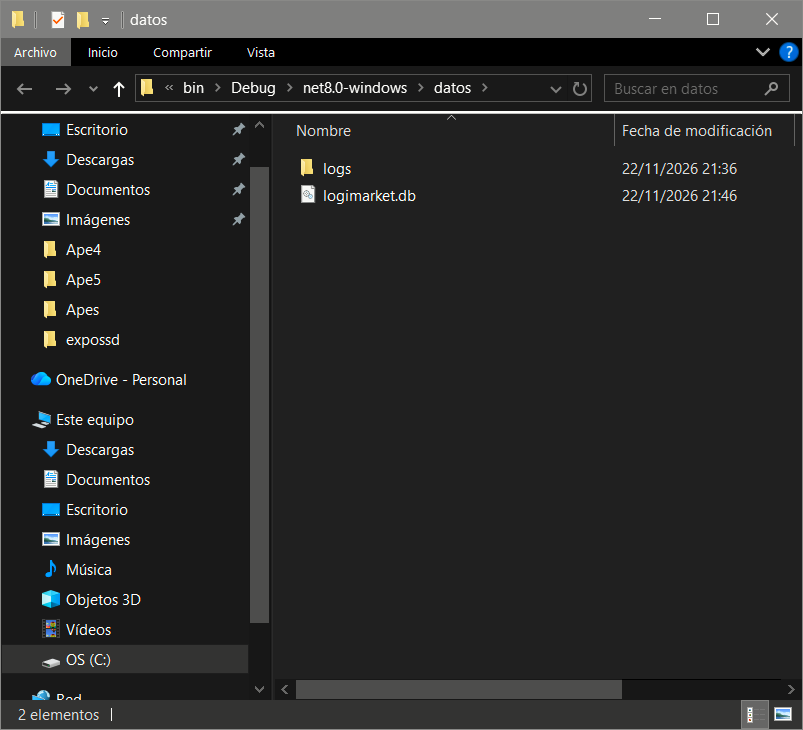 datos
Archivo Inicio Compartir Vista
« bin > Debug > net8.0-windows > datos > Buscar en datos
Nombre Fecha de modificación
Escritorio
Descargas
Documentos
Imágenes
Ape4
Ape5
Apes
expossd
OneDrive - Personal
Este equipo
Descargas
Documentos
Escritorio
Imágenes
Música
Objetos 3D
Vídeos
OS (C:)
Red
logs 22/11/2026 21:36
logimarket.db 22/11/2026 21:46
2 elementos